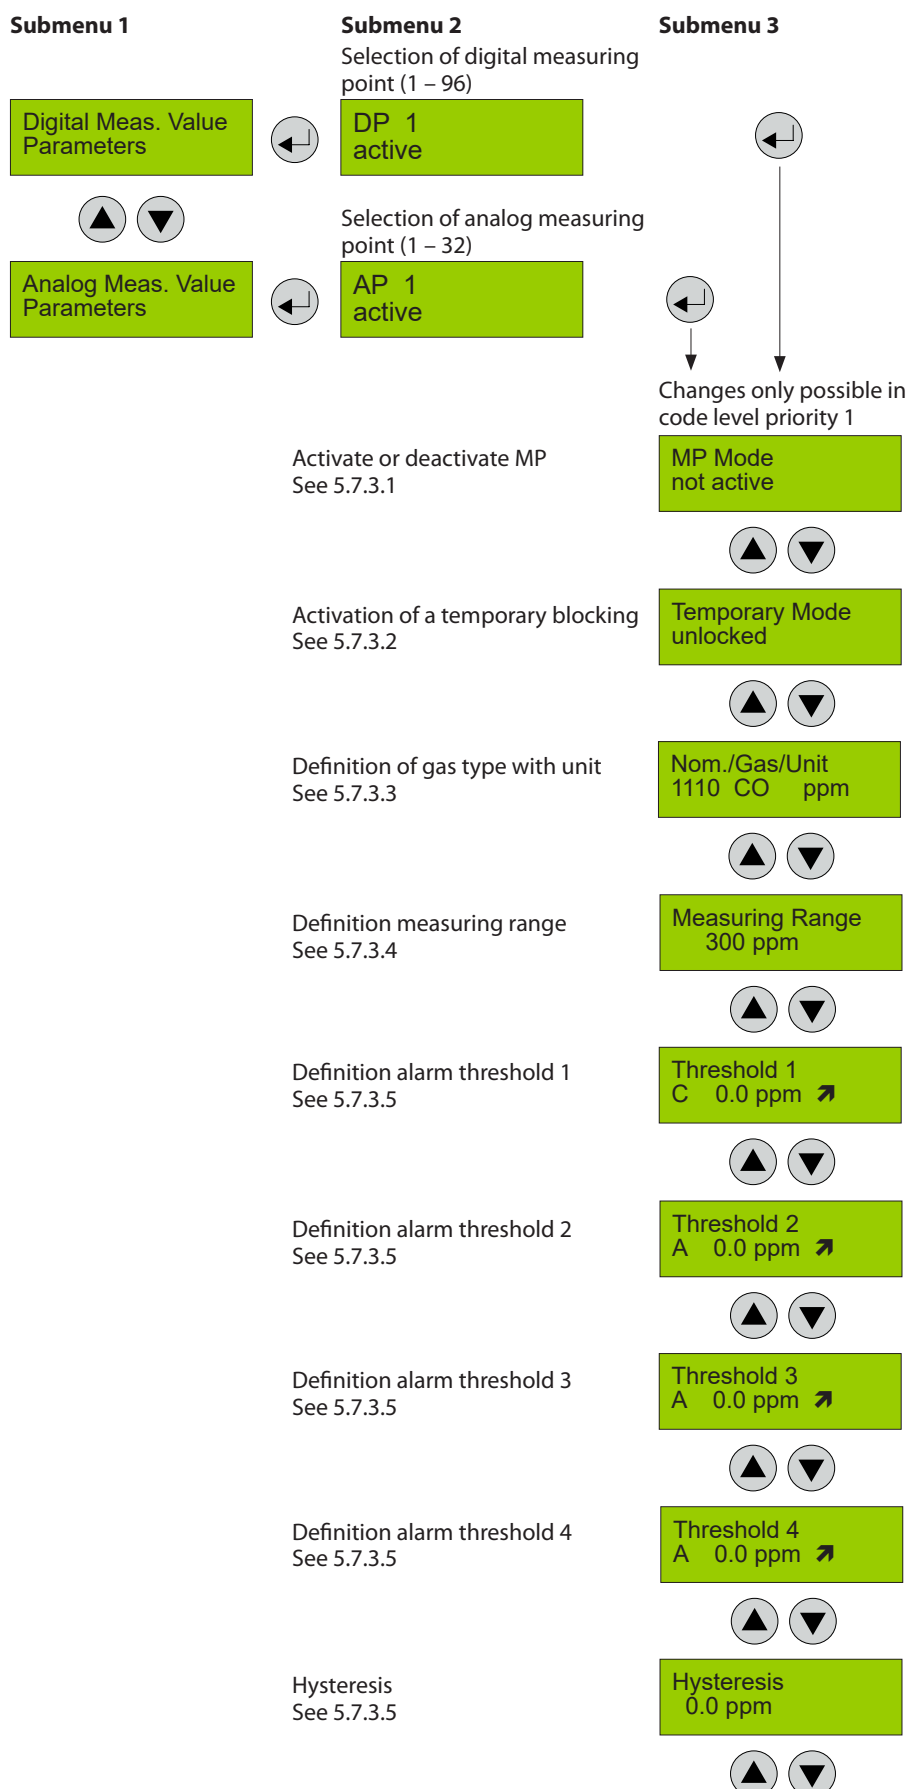 Submenu 1
Submenu 2
Submenu 3
Selection of digital measuring
point (1 – 96)
Digital Meas. Value
Parameters
DP 1
active
Selection of analog measuring
point (1 – 32)
Analog Meas. Value
Parameters
AP 1
active
Changes only possible in
code level priority 1
Activate or deactivate MP
See 5.7.3.1
MP Mode
not active
Activation of a temporary blocking
See 5.7.3.2
Temporary Mode
unlocked
Definition of gas type with unit
See 5.7.3.3
Nom./Gas/Unit
1110 CO ppm
Definition measuring range
See 5.7.3.4
Measuring Range
300 ppm
Definition alarm threshold 1
See 5.7.3.5
Threshold 1
C 0.0 ppm ↗
Definition alarm threshold 2
See 5.7.3.5
Threshold 2
A 0.0 ppm ↗
Definition alarm threshold 3
See 5.7.3.5
Threshold 3
A 0.0 ppm ↗
Definition alarm threshold 4
See 5.7.3.5
Threshold 4
A 0.0 ppm ↗
Hysteresis
See 5.7.3.5
Hysteresis
0.0 ppm